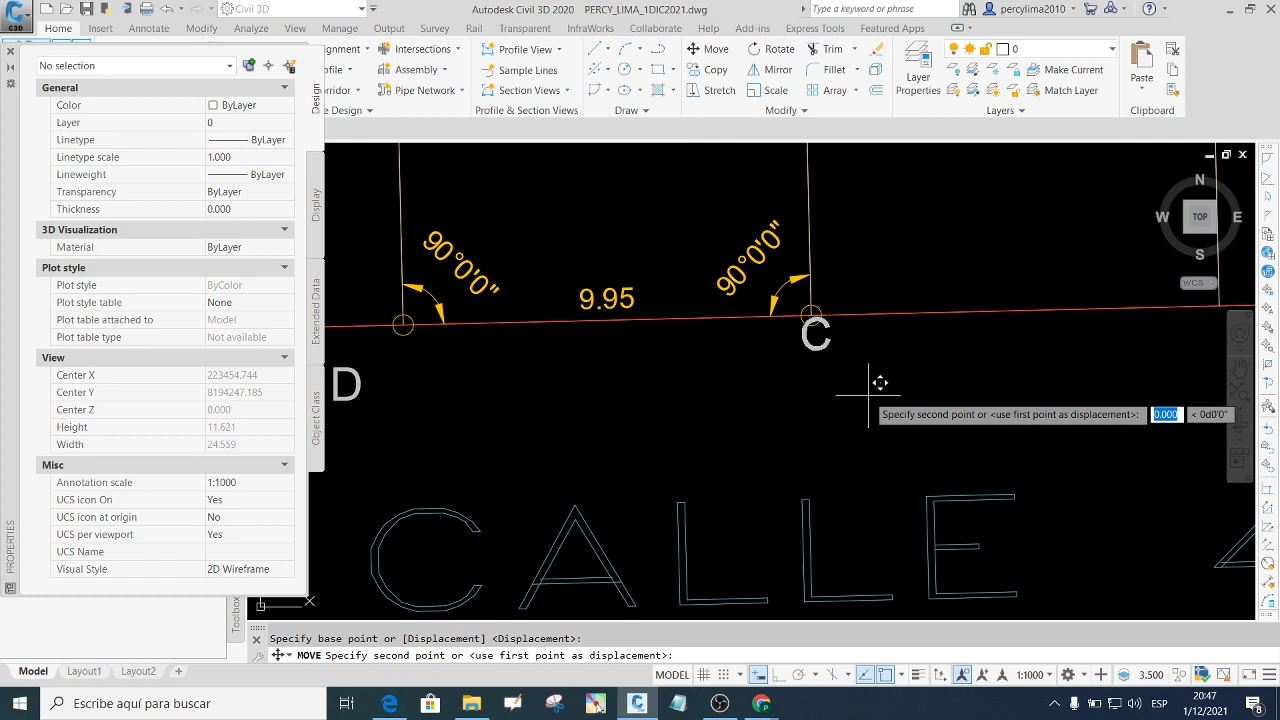 Civil 3D
Autodesk Civil 3D 2020 PERCY_LIMA_1DIC2021.dwg
Type a keyword or phrase
percylima2010
C3D
Home Insert Annotate Modify Analyze View Manage Output Survey Rail Transparent InfraWorks Collaborate Help Add-ins Express Tools Featured Apps
Intersections
Assembly
Pipe Network
Profile View
Sample Lines
Section Views
Move Rotate Trim
Copy Mirror Fillet
Stretch Scale Array
Layer
Properties
0
Make Current
Match Layer
Paste
Profile & Section Views
Draw
Modify
Layers
Clipboard
No selection
General
Color ByLayer
Layer 0
Linetype ByLayer
Linetype scale 1.000
Lineweight ByLayer
Transparency ByLayer
Thickness 0.000
3D Visualization
Material ByLayer
Plot style
Plot style ByColor
Plot style table None
Plot table attached to Model
Plot table type Not available
View
Center X 223454.744
Center Y 8194247.185
Center Z 0.000
Height 11.621
Width 24.559
Misc
Annotation scale 1:1000
UCS icon On Yes
UCS icon at origin No
UCS per viewport Yes
UCS Name
Visual Style 2D Wireframe
PROPERTIES
Design
Display
Extended Data
Object Class
Toolbox
90°0'0"
9.95
90°0'0"
C
D
CALLE 4
N
W TOP E
S
WCS
Specify second point or <use first point as displacement>: 0.000 < 0d0'0"
Specify base point or [Displacement] <Displacement>:
MOVE Specify second point or <use first point as displacement>:
Model Layout1 Layout2 +
MODEL 1:1000 3.500
Escribe aquí para buscar
ESP
20:47
1/12/2021